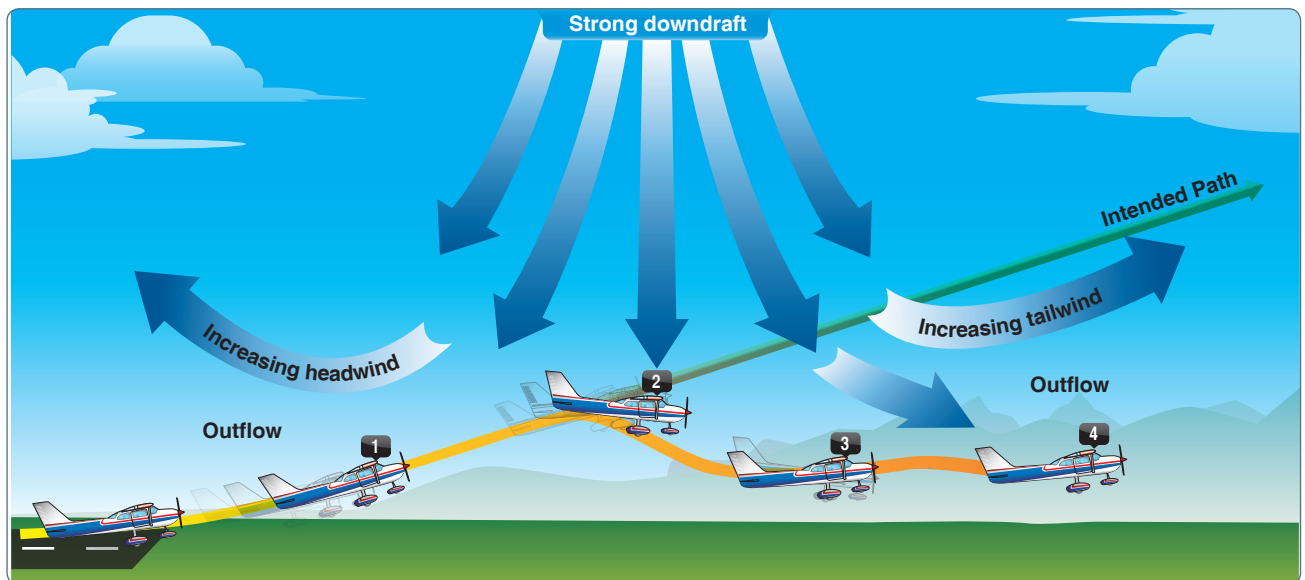 Strong downdraft
Intended Path
Increasing headwind
Increasing tailwind
Outflow
Outflow
1
2
3
4